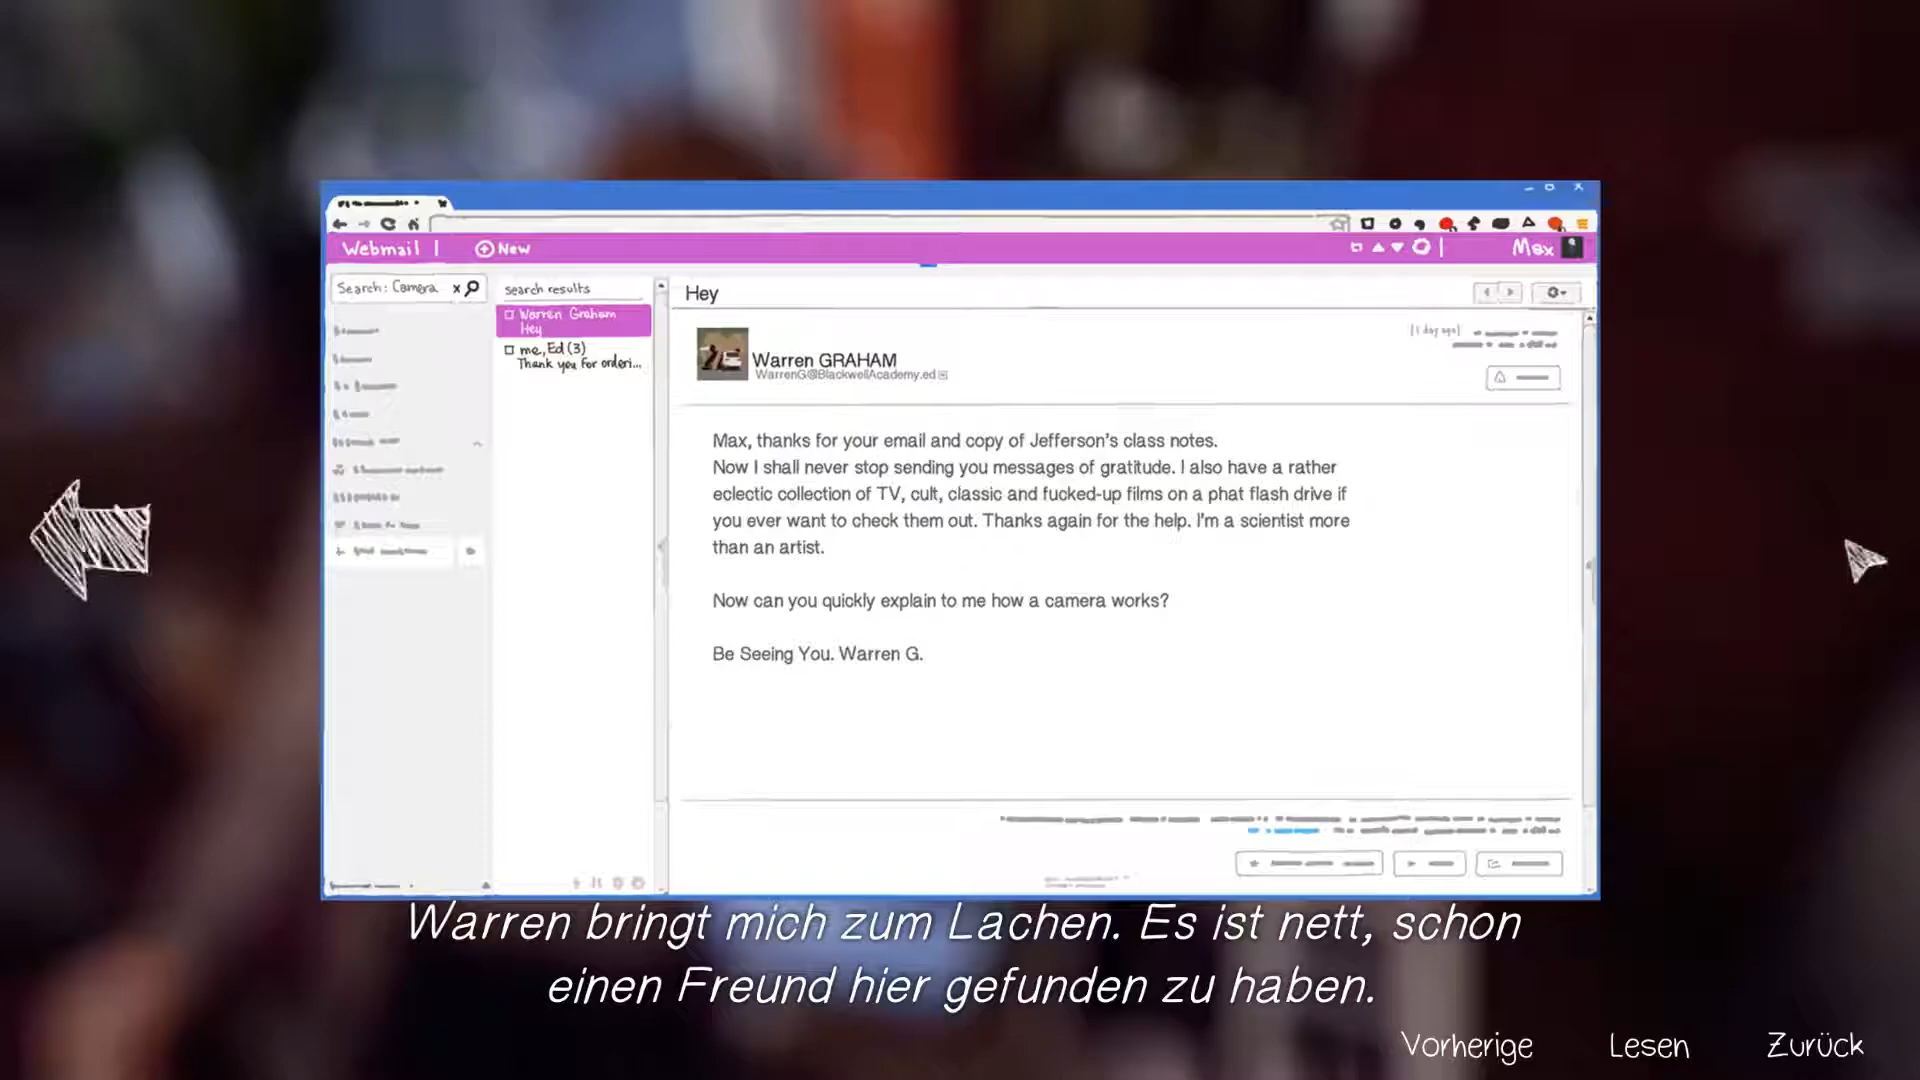 Webmail | New
Max
Search: Camera x
search results
Warren Graham
Hey
me, Ed (3)
Thank you for orderi...
Hey
[1 day ago]
Warren GRAHAM
WarrenG@BlackwellAcademy.ed
Max, thanks for your email and copy of Jefferson's class notes.
Now I shall never stop sending you messages of gratitude. I also have a rather
eclectic collection of TV, cult, classic and fucked-up films on a phat flash drive if
you ever want to check them out. Thanks again for the help. I'm a scientist more
than an artist.
Now can you quickly explain to me how a camera works?
Be Seeing You. Warren G.
Warren bringt mich zum Lachen. Es ist nett, schon
einen Freund hier gefunden zu haben.
Vorherige
Lesen
Zurück